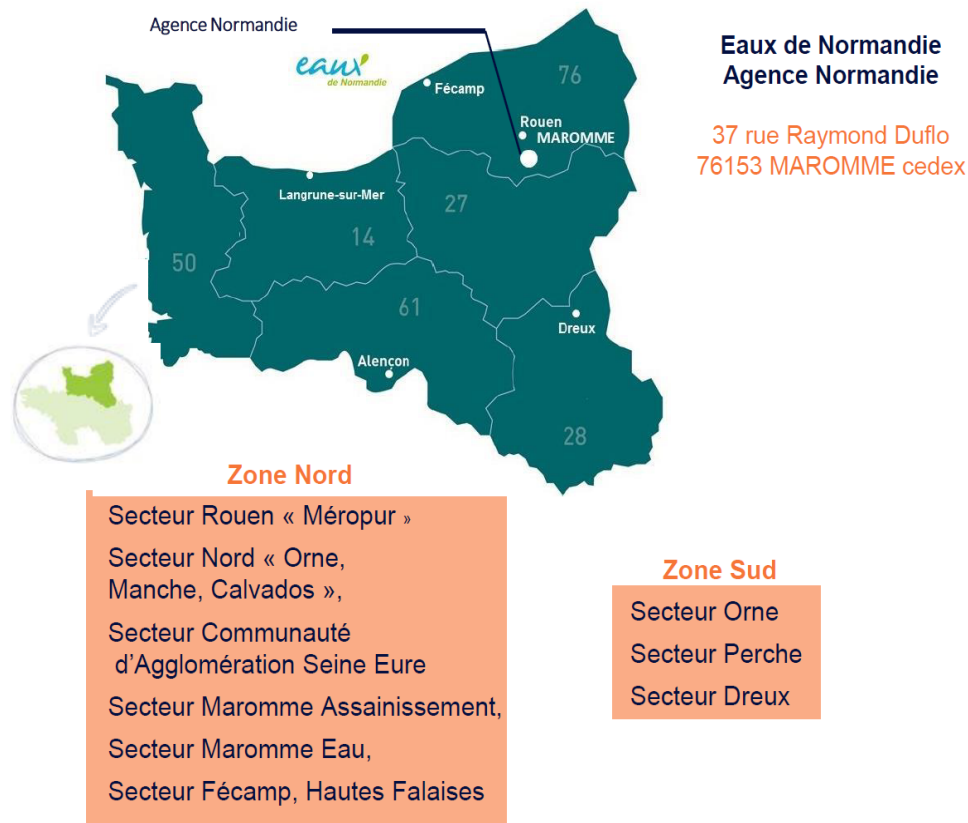 Agence Normandie
eaux
de Normandie
Eaux de Normandie
Agence Normandie
37 rue Raymond Duflo
76153 MAROMME cedex
76
Fécamp
Rouen
MAROMME
Langrune-sur-Mer
27
14
50
61
Dreux
Alençon
28
Zone Nord
Secteur Rouen « Méropur »
Secteur Nord « Orne,
Manche, Calvados »,
Secteur Communauté
d’Agglomération Seine Eure
Secteur Maromme Assainissement,
Secteur Maromme Eau,
Secteur Fécamp, Hautes Falaises
Zone Sud
Secteur Orne
Secteur Perche
Secteur Dreux